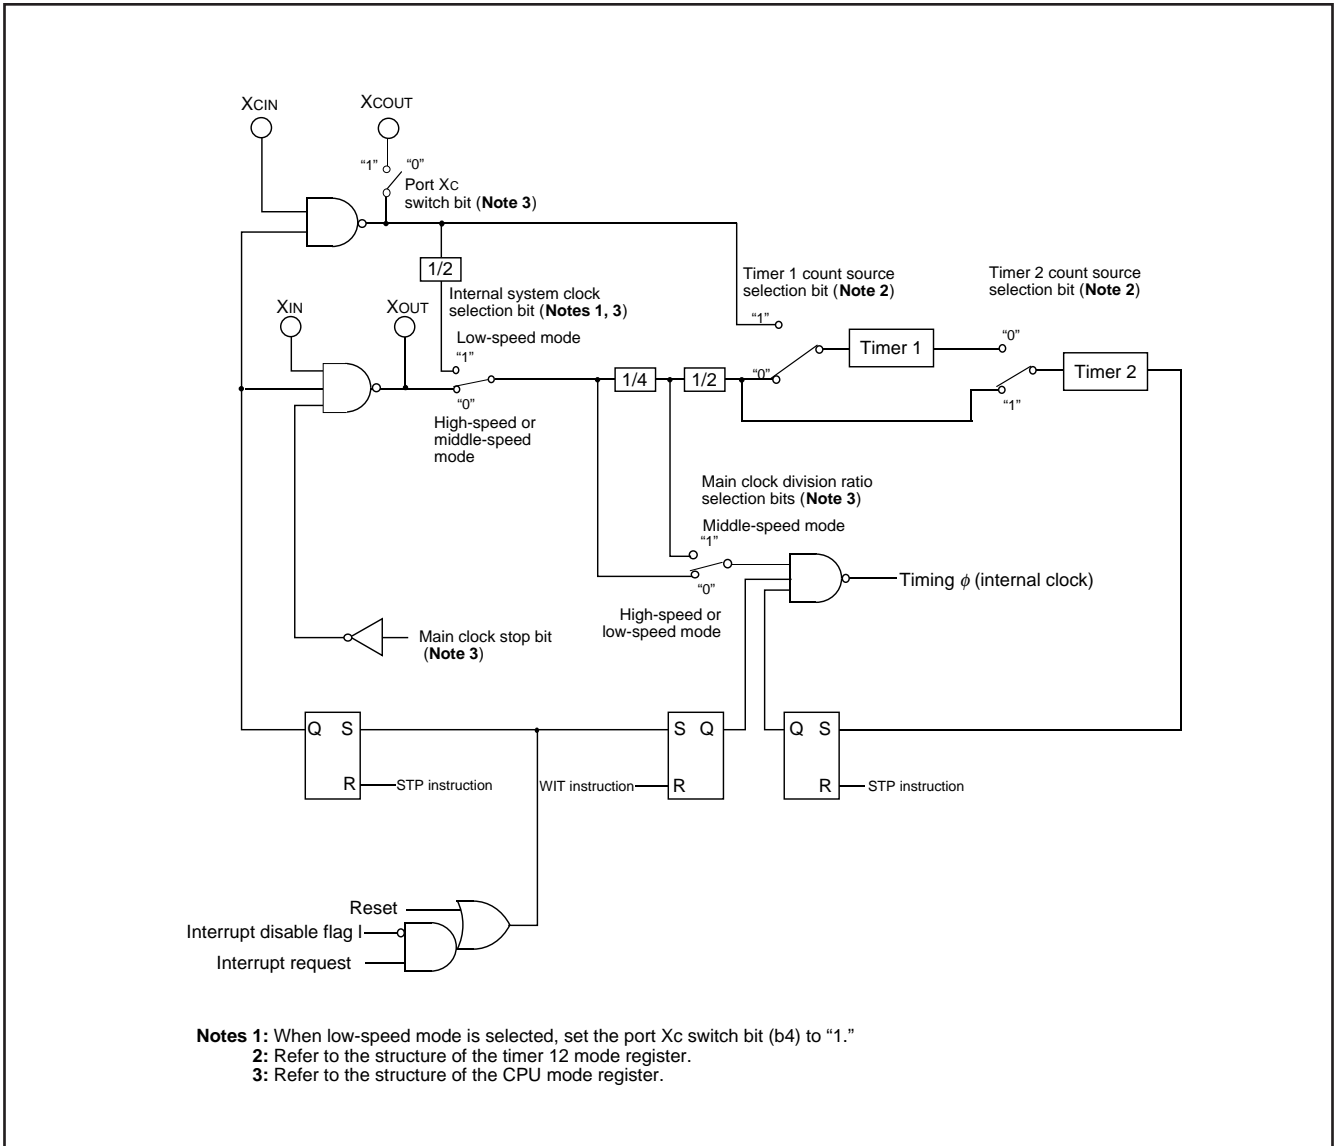 XCIN
XCOUT
“1”
“0”
Port XC
switch bit (Note 3)
1/2
Timer 1 count source
selection bit (Note 2)
Timer 2 count source
selection bit (Note 2)
Internal system clock
selection bit (Notes 1, 3)
XIN
XOUT
Low-speed mode
“1”
“1”
“0”
Timer 1
Timer 2
1/4
1/2
“0”
“0”
“1”
High-speed or
middle-speed
mode
Main clock division ratio
selection bits (Note 3)
Middle-speed mode
“1”
“0”
Timing ϕ (internal clock)
High-speed or
low-speed mode
Main clock stop bit
(Note 3)
Q S
R
STP instruction
WIT instruction
S Q
R
Q S
R
STP instruction
Reset
Interrupt disable flag I
Interrupt request
Notes 1: When low-speed mode is selected, set the port Xc switch bit (b4) to “1.”
2: Refer to the structure of the timer 12 mode register.
3: Refer to the structure of the CPU mode register.